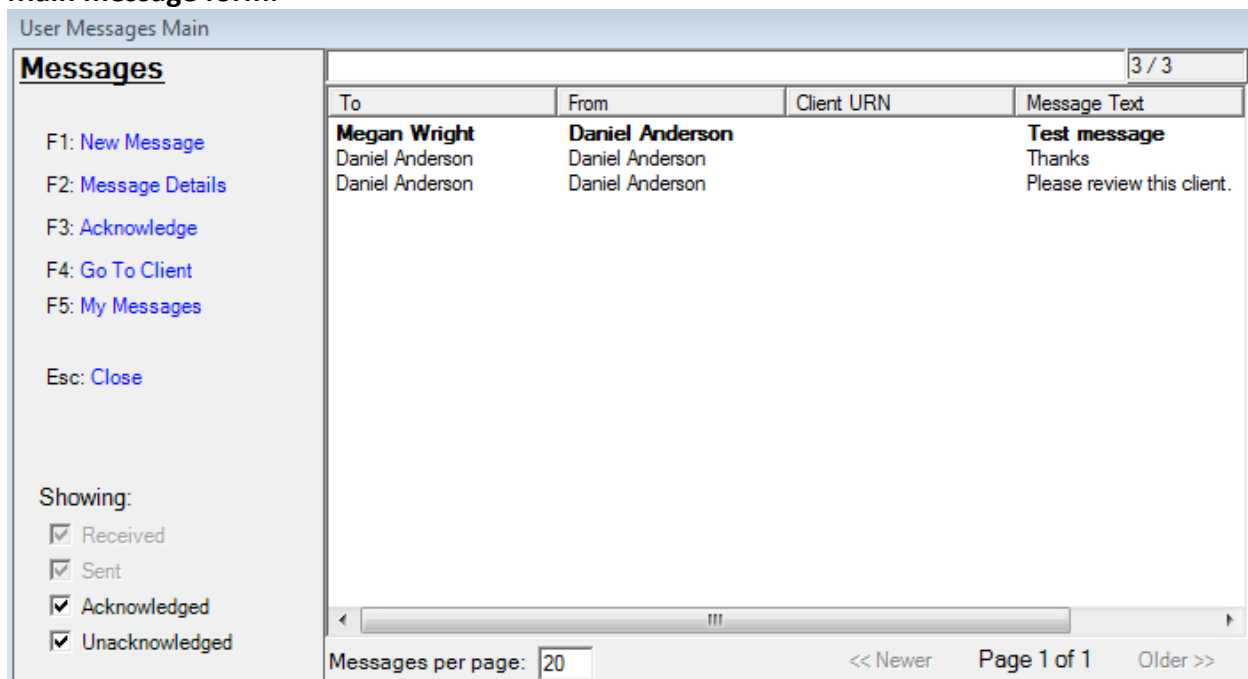 User Messages Main
Messages
3 / 3
To From Client URN Message Text
Megan Wright Daniel Anderson Test message
Daniel Anderson Daniel Anderson Thanks
Daniel Anderson Daniel Anderson Please review this client.
F1: New Message
F2: Message Details
F3: Acknowledge
F4: Go To Client
F5: My Messages
Esc: Close
Showing:
Received
Sent
Acknowledged
Unacknowledged
Messages per page: 20 << Newer Page 1 of 1 Older >>